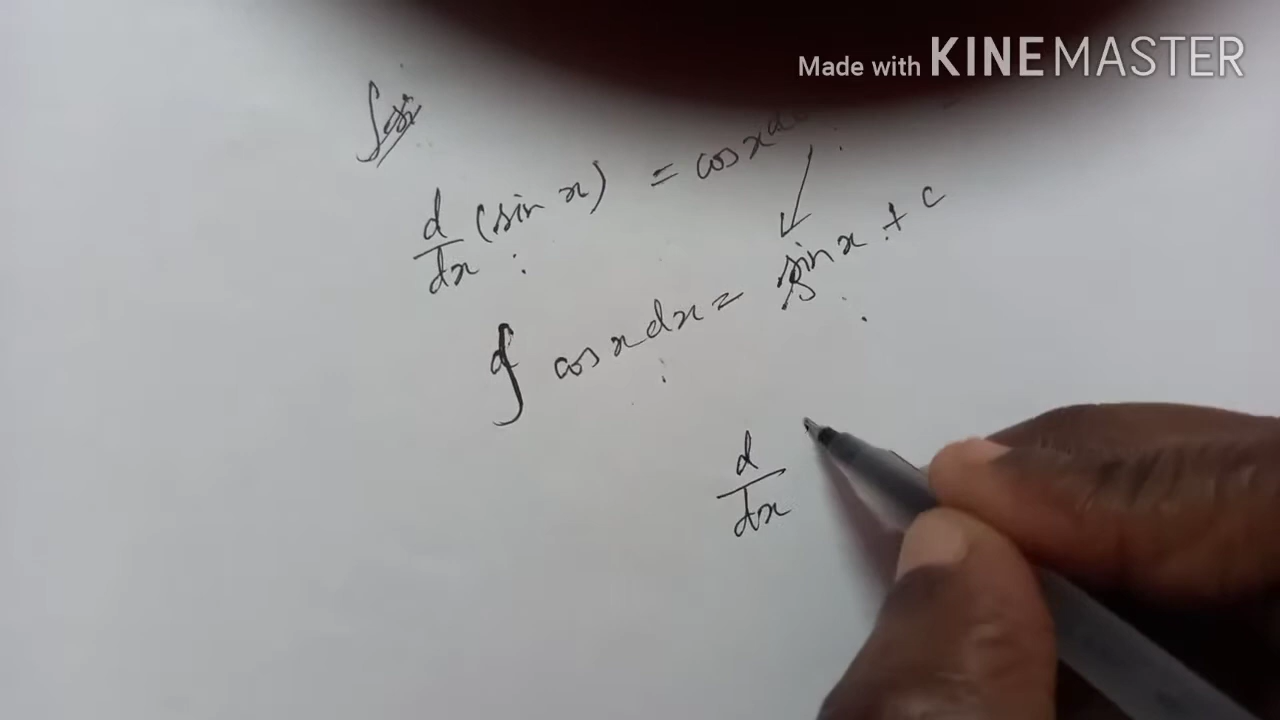 Made with KINEMASTER
d/dx (sin x) = cos x
∫ cos x dx = sin x + c
d/dx